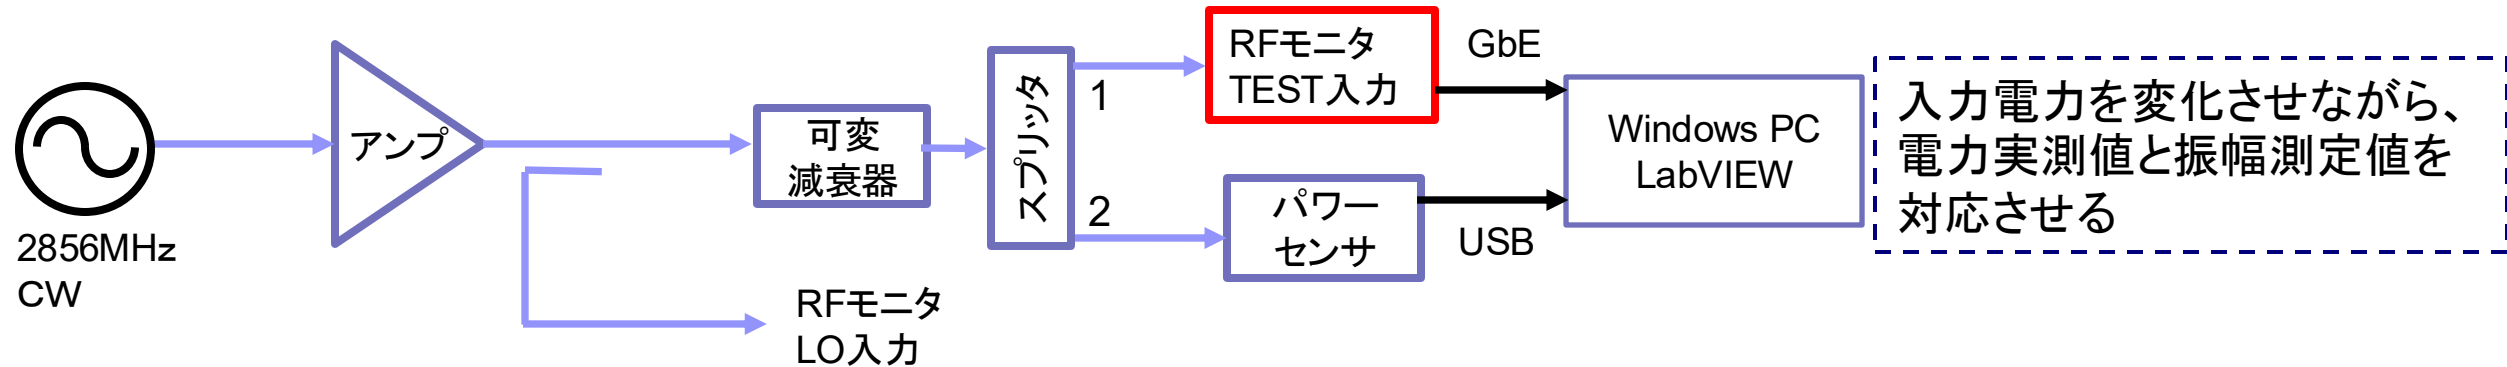 2856MHz
CW
アンプ
RFモニタ
LO入力
可変
減衰器
スプリッタ
1
2
RFモニタ
TEST入力
パワー
センサ
GbE
USB
Windows PC
LabVIEW
入力電力を変化させながら、
電力実測値と振幅測定値を
対応させる